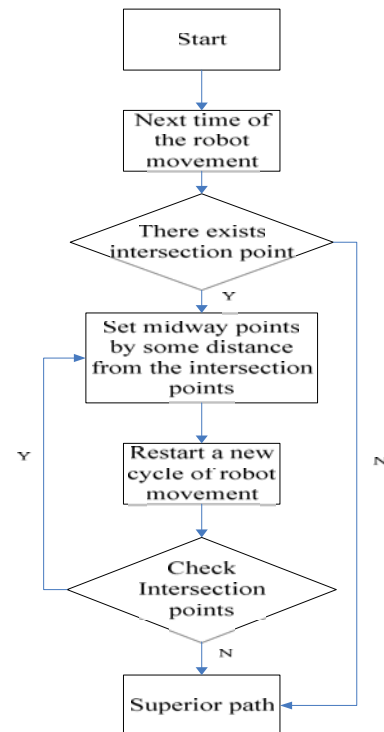 Start
Next time of
the robot
movement
There exists
intersection point
Y
Set midway points
by some distance
from the intersection
points
Y
N
Restart a new
cycle of robot
movement
Check
Intersection
points
N
Superior path